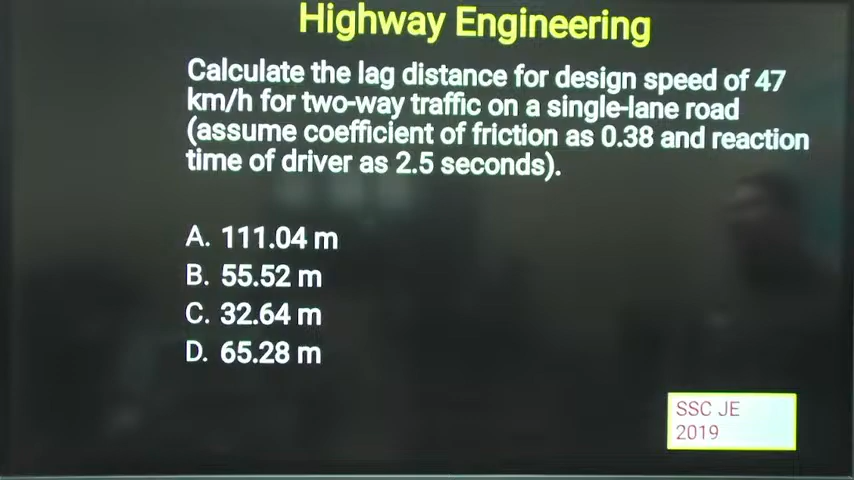 Highway Engineering
Calculate the lag distance for design speed of 47
km/h for two-way traffic on a single-lane road
(assume coefficient of friction as 0.38 and reaction
time of driver as 2.5 seconds).
A. 111.04 m
B. 55.52 m
C. 32.64 m
D. 65.28 m
SSC JE
2019